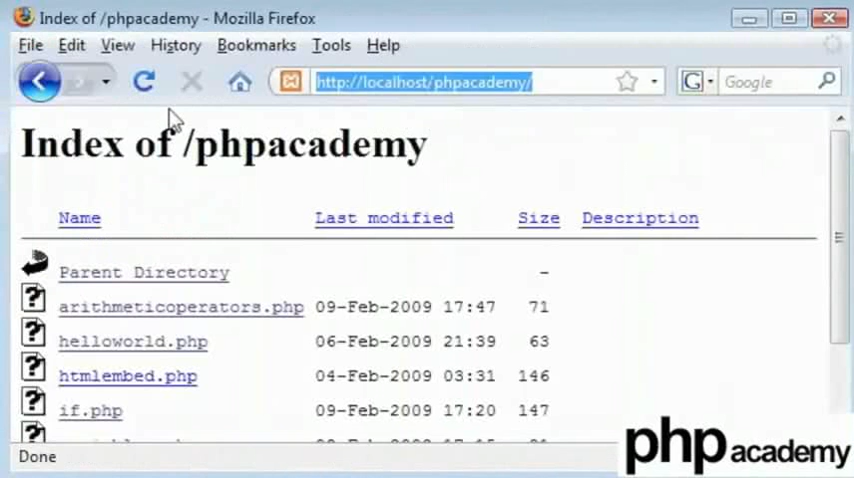 Index of /phpacademy - Mozilla Firefox
File Edit View History Bookmarks Tools Help
http://localhost/phpacademy/ G Google
Index of /phpacademy
Name Last modified Size Description
Parent Directory -
arithmeticoperators.php 09-Feb-2009 17:47 71
helloworld.php 06-Feb-2009 21:39 63
htmlembed.php 04-Feb-2009 03:31 146
if.php 09-Feb-2009 17:20 147
Done
php academy